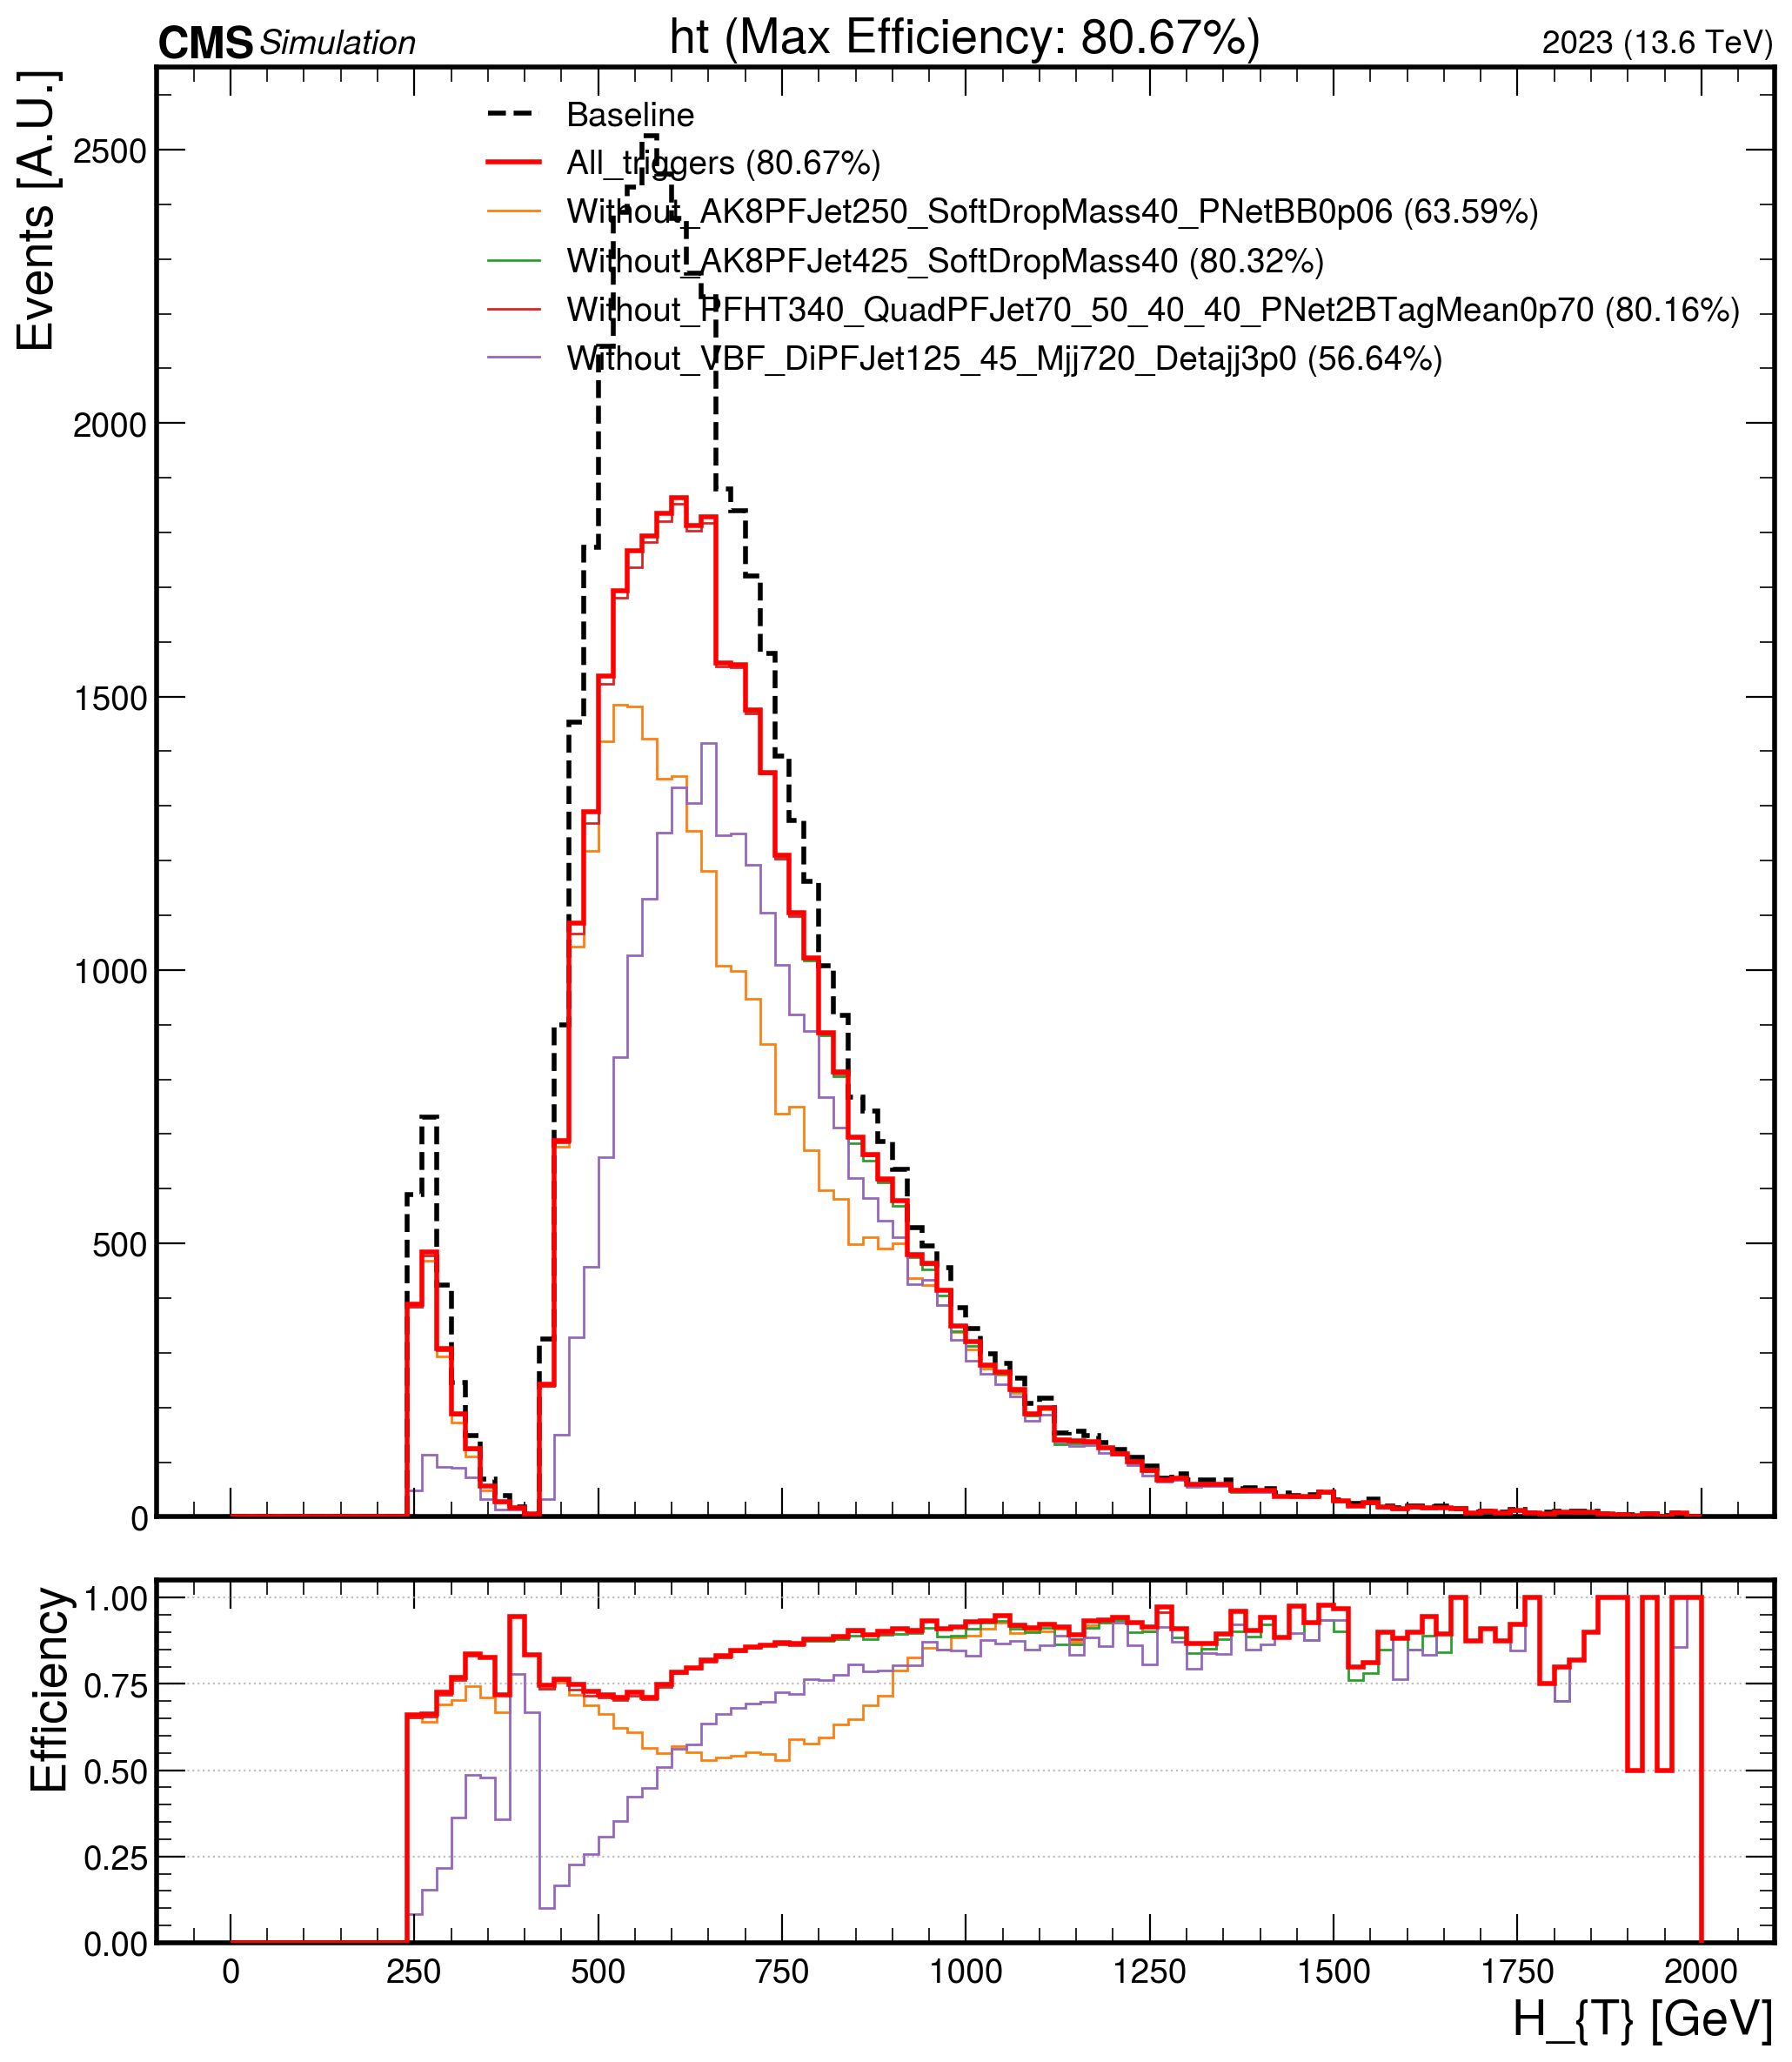 CMS Simulation
ht (Max Efficiency: 80.67%)
2023 (13.6 TeV)
Events [A.U.]
Baseline
All_triggers (80.67%)
Without_AK8PFJet250_SoftDropMass40_PNetBB0p06 (63.59%)
Without_AK8PFJet425_SoftDropMass40 (80.32%)
Without_PFHT340_QuadPFJet70_50_40_40_PNet2BTagMean0p70 (80.16%)
Without_VBF_DiPFJet125_45_Mjj720_Detajj3p0 (56.64%)
2500
2000
1500
1000
500
0
Efficiency
1.00
0.75
0.50
0.25
0.00
0 250 500 750 1000 1250 1500 1750 2000
H_{T} [GeV]